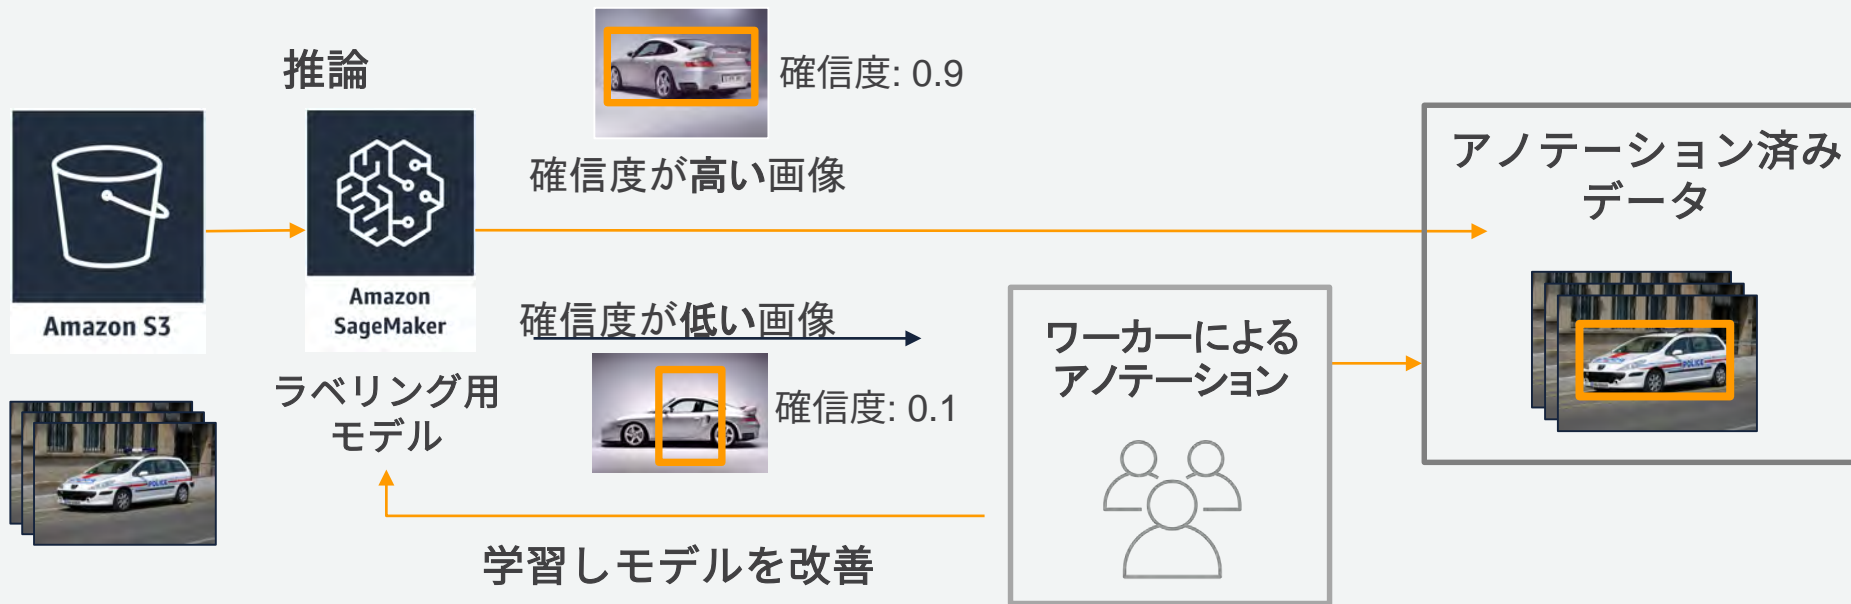 推論
確信度: 0.9
確信度が高い画像
Amazon S3
Amazon
SageMaker
ラベリング用
モデル
確信度が低い画像
確信度: 0.1
ワーカーによる
アノテーション
アノテーション済み
データ
POLICE
POLICE
学習しモデルを改善